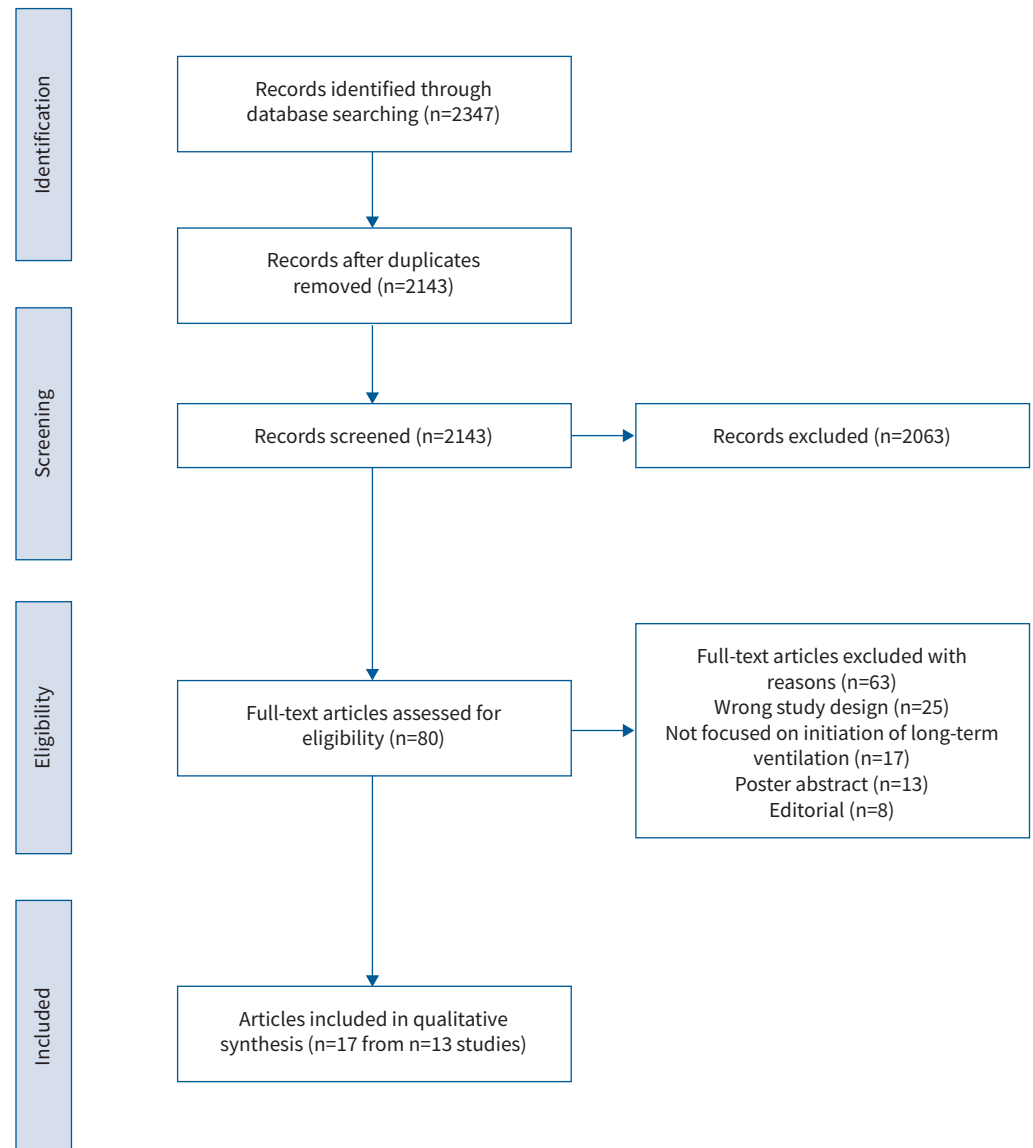 Identification
Records identified through
database searching (n=2347)
Records after duplicates
removed (n=2143)
Screening
Records screened (n=2143)
Records excluded (n=2063)
Eligibility
Full-text articles assessed for
eligibility (n=80)
Full-text articles excluded with
reasons (n=63)
Wrong study design (n=25)
Not focused on initiation of long-term
ventilation (n=17)
Poster abstract (n=13)
Editorial (n=8)
Included
Articles included in qualitative
synthesis (n=17 from n=13 studies)